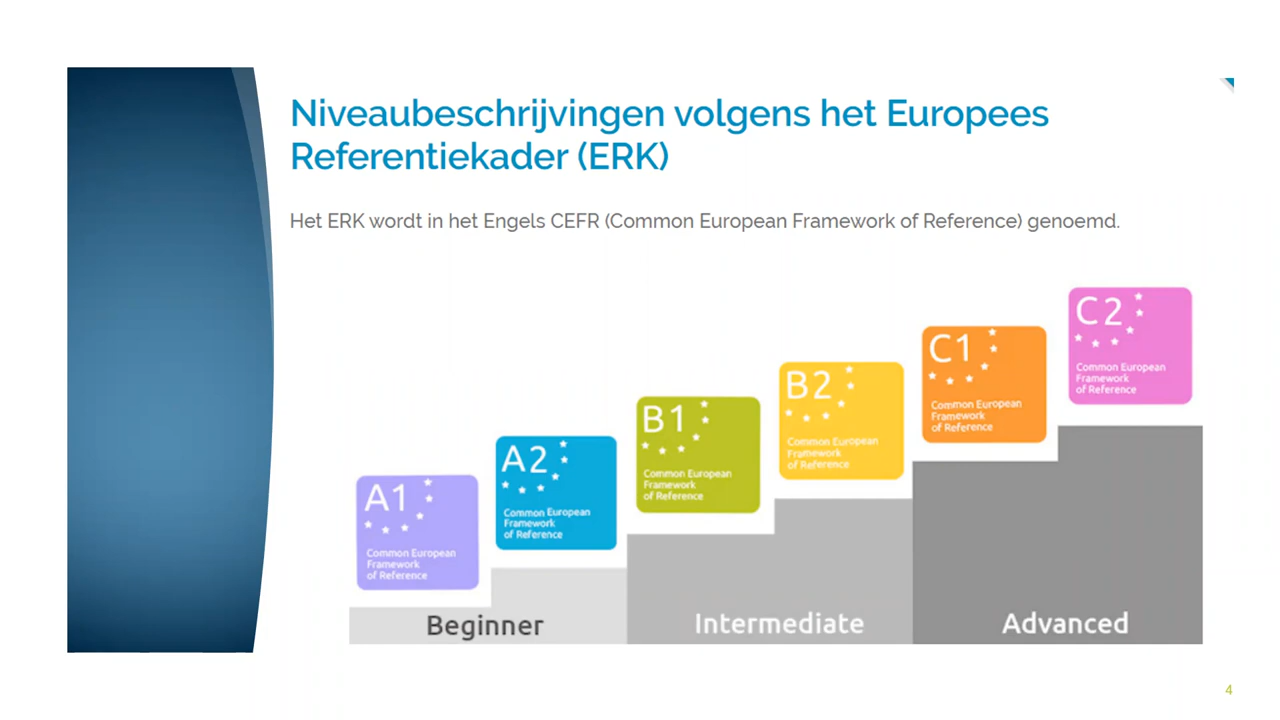 Niveaubeschrijvingen volgens het Europees
Referentiekader (ERK)
Het ERK wordt in het Engels CEFR (Common European Framework of Reference) genoemd.
A1
Common European
Framework
of Reference
A2
Common European
Framework
of Reference
B1
Common European
Framework
of Reference
B2
Common European
Framework
of Reference
C1
Common European
Framework
of Reference
C2
Common European
Framework
of Reference
Beginner
Intermediate
Advanced
4